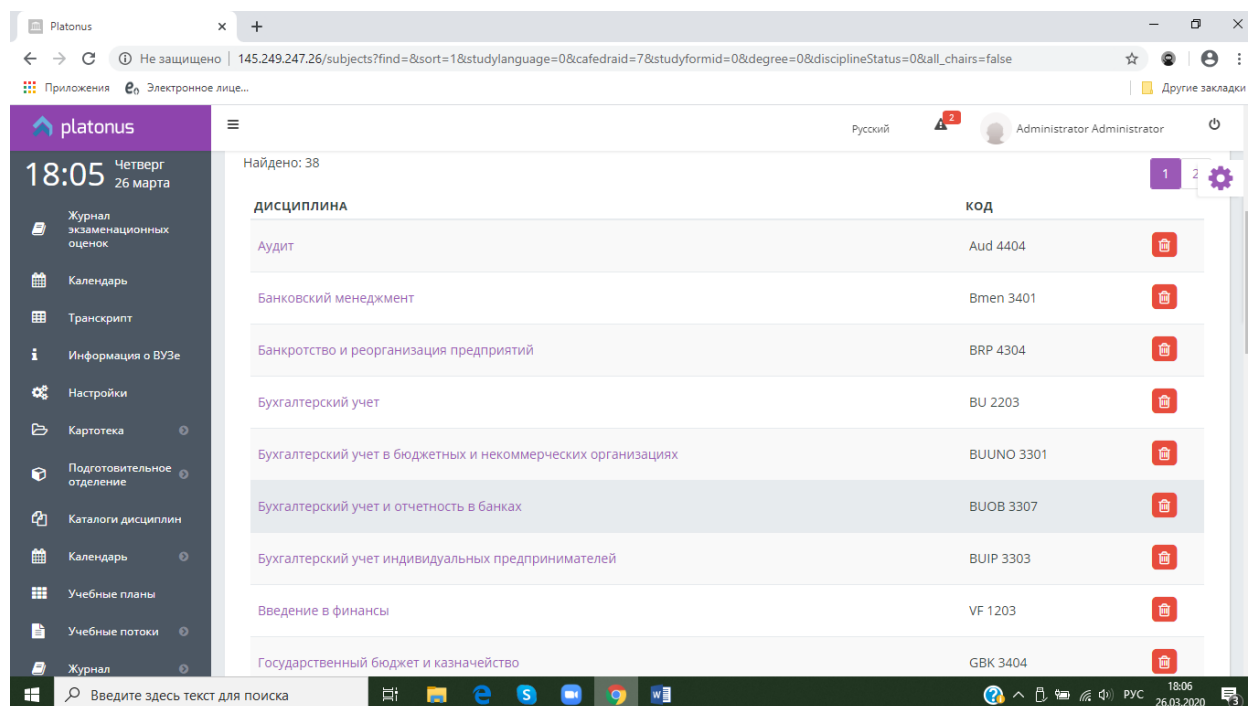 Platonus
Не защищено | 145.249.247.26/subjects?find=&sort=1&studylanguage=0&cafedraid=7&studyformid=0&degree=0&disciplineStatus=0&all_chairs=false
Приложения Электронное лице... Другие закладки
platonus Русский 2 Administrator Administrator
18:05 Четверг
26 марта
Журнал
экзаменационных
оценок
Календарь
Транскрипт
Информация о ВУЗе
Настройки
Картотека
Подготовительное
отделение
Каталоги дисциплин
Календарь
Учебные планы
Учебные потоки
Журнал
Найдено: 38
1 2
ДИСЦИПЛИНА КОД
Аудит Aud 4404
Банковский менеджмент Bmen 3401
Банкротство и реорганизация предприятий BRP 4304
Бухгалтерский учет BU 2203
Бухгалтерский учет в бюджетных и некоммерческих организациях BUUNO 3301
Бухгалтерский учет и отчетность в банках BUOB 3307
Бухгалтерский учет индивидуальных предпринимателей BUIP 3303
Введение в финансы VF 1203
Государственный бюджет и казначейство GBK 3404
Введите здесь текст для поиска
РУС
18:06
26.03.2020
3